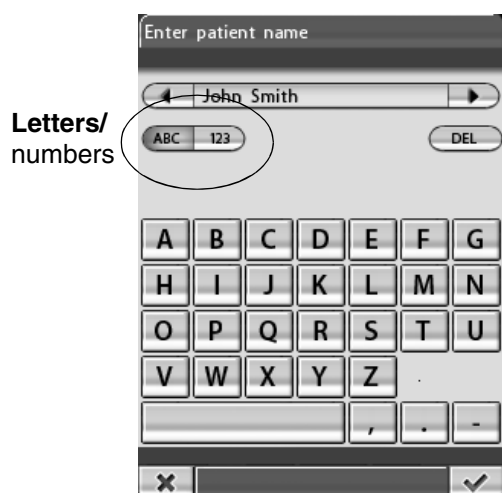 Enter patient name
John Smith
Letters/
numbers
ABC 123 DEL
A B C D E F G
H I J K L M N
O P Q R S T U
V W X Y Z
, . -